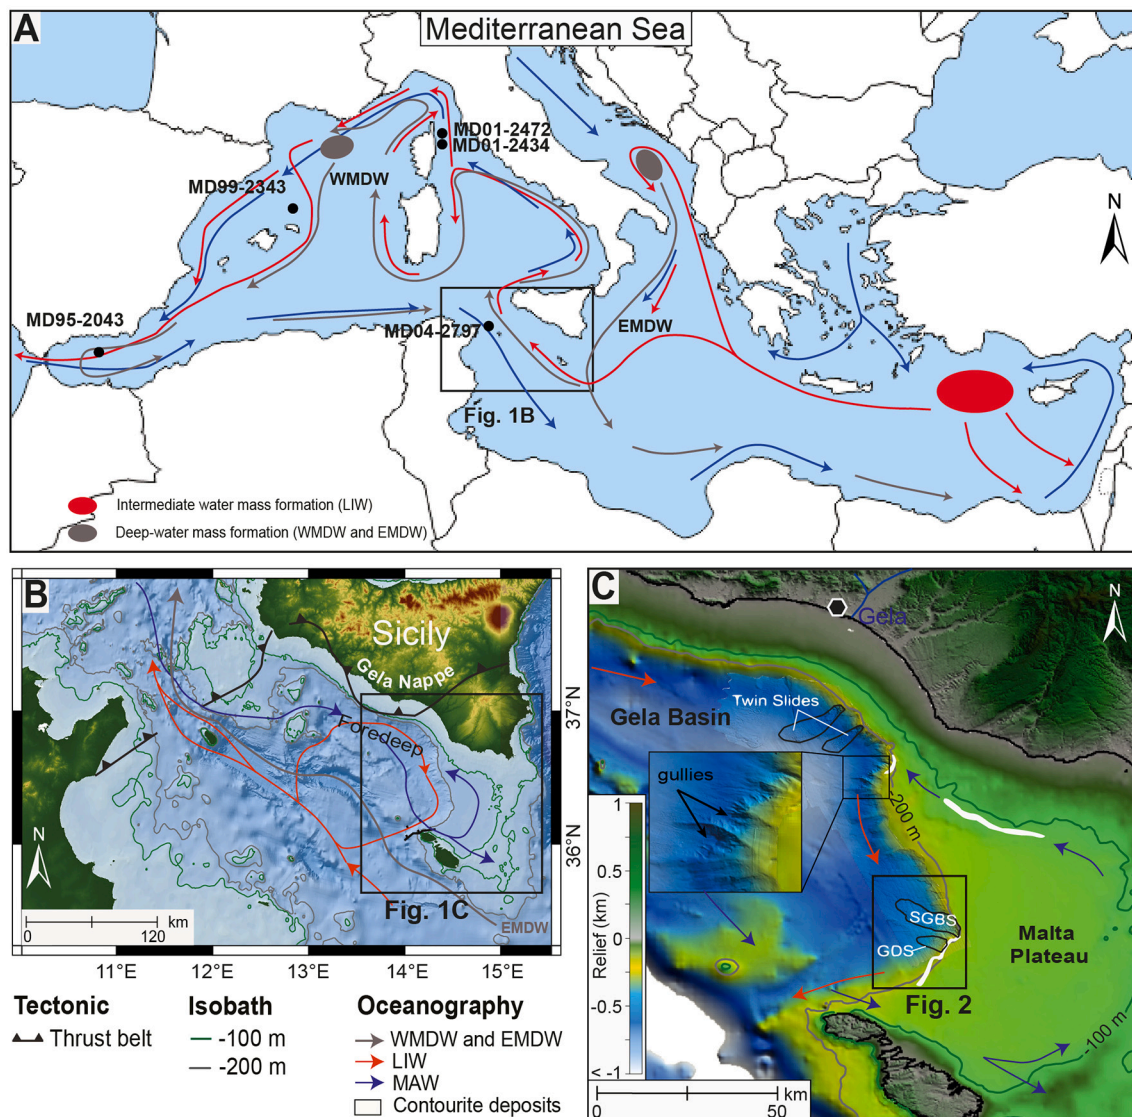 A
Mediterranean Sea
MD01-2472
MD01-2434
WMDW
MD99-2343
N
MD95-2043
MD04-2797
EMDW
Fig. 1B
Intermediate water mass formation (LIW)
Deep-water mass formation (WMDW and EMDW)
B
Sicily
Gela Nappe
Foredeep
37°N
36°N
N
km
0
120
Fig. 1C
EMDW
11°E
12°E
13°E
14°E
15°E
Tectonic
Thrust belt
Isobath
-100 m
-200 m
Oceanography
WMDW and EMDW
LIW
MAW
Contourite deposits
C
Gela
N
Twin Slides
Gela Basin
gullies
-200 m
1
0.5
0
-0.5
< -1
Relief (km)
SGBS
GDS
Malta
Plateau
Fig. 2
-100 m
km
0
50